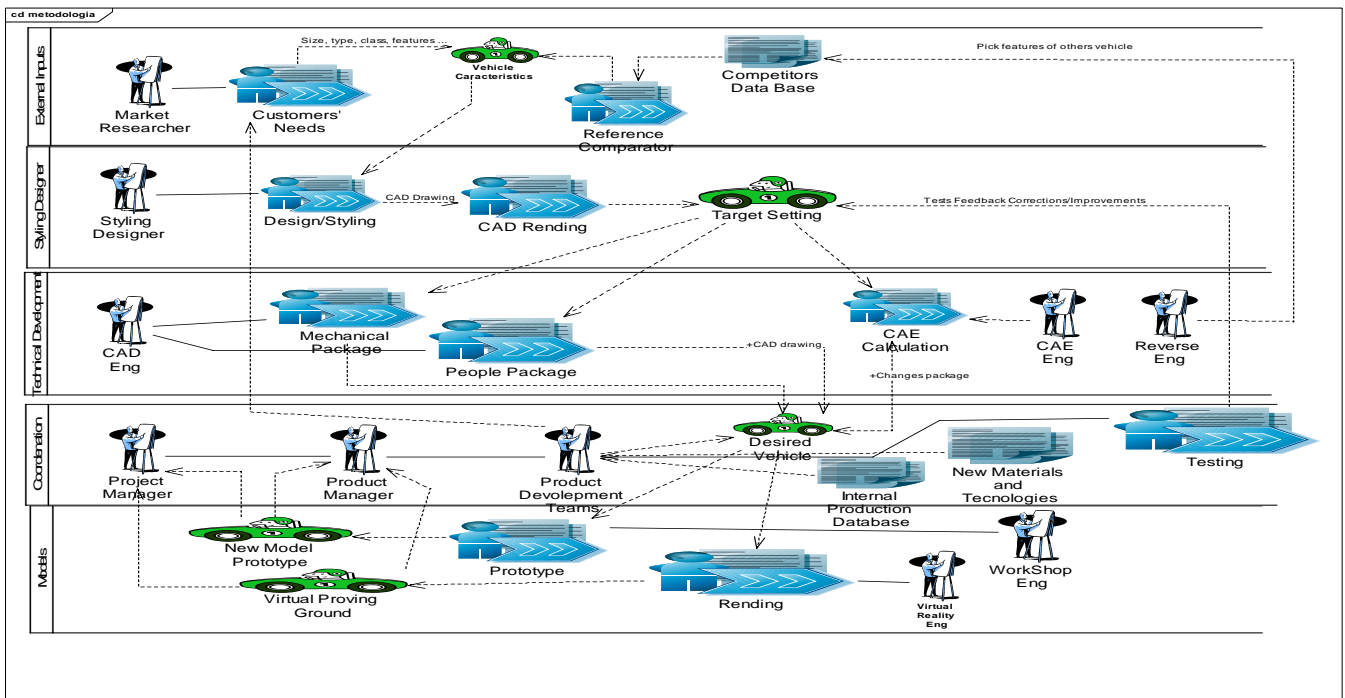 cd metodologia
External Inputs
Size, type, class, features ...
Pick features of others vehicle
Vehicle
Caracteristics
Competitors
Data Base
Market
Researcher
Customers'
Needs
Reference
Comparator
Styling Designer
Styling
Designer
Design/Styling
CAD Drawing
CAD Rending
Target Setting
Tests Feedback Corrections/Improvements
Technical Development
CAD
Eng
Mechanical
Package
People Package
+CAD drawing
CAE
Calculation
+Changes package
CAE
Eng
Reverse
Eng
Coordenation
Project
Manager
Product
Manager
Product
Devolepment
Teams
Desired
Vehicle
Internal
Production
Database
New Materials
and
Tecnologies
Testing
Models
New Model
Prototype
Virtual Proving
Ground
Prototype
Rending
Virtual
Reality
Eng
WorkShop
Eng